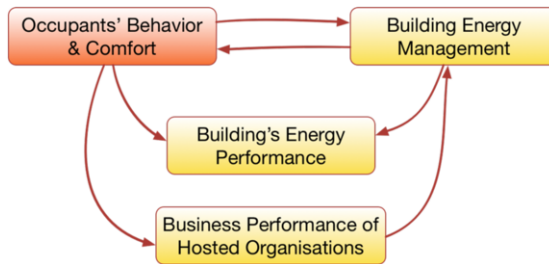 Occupants' Behavior
& Comfort
Building Energy
Management
Building's Energy
Performance
Business Performance of
Hosted Organisations